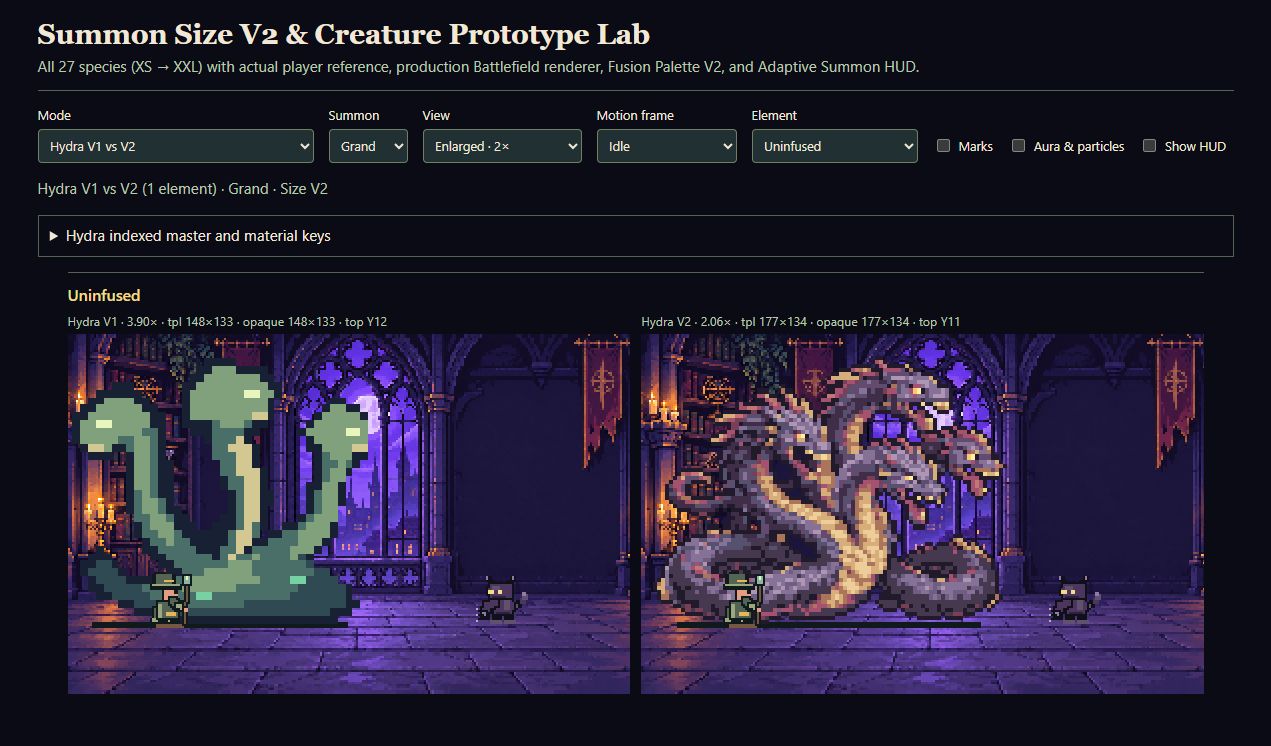 Summon Size V2 & Creature Prototype Lab
All 27 species (XS → XXL) with actual player reference, production Battlefield renderer, Fusion Palette V2, and Adaptive Summon HUD.
Mode Summon View Motion frame Element
Hydra V1 vs V2 Grand Enlarged · 2× Idle Uninfused Marks Aura & particles Show HUD
Hydra V1 vs V2 (1 element) · Grand · Size V2
▶ Hydra indexed master and material keys
Uninfused
Hydra V1 · 3.90× · tpl 148×133 · opaque 148×133 · top Y12
Hydra V2 · 2.06× · tpl 177×134 · opaque 177×134 · top Y11